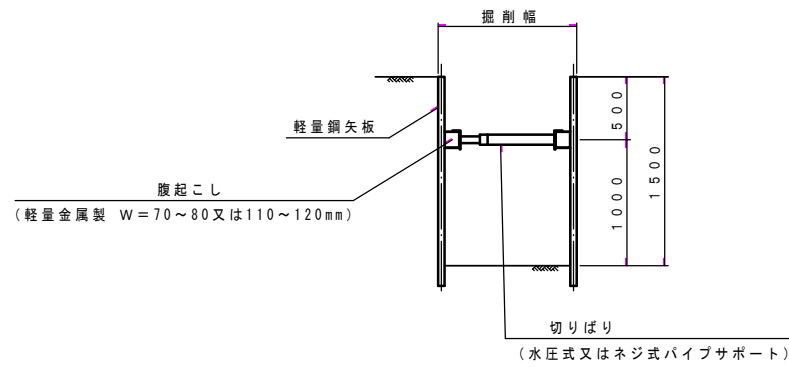 掘削幅
軽量鋼矢板
500
1500
腹起こし
(軽量金属製 W=70~80又は110~120mm)
1000
切りばり
(水圧式又はネジ式パイプサポート)